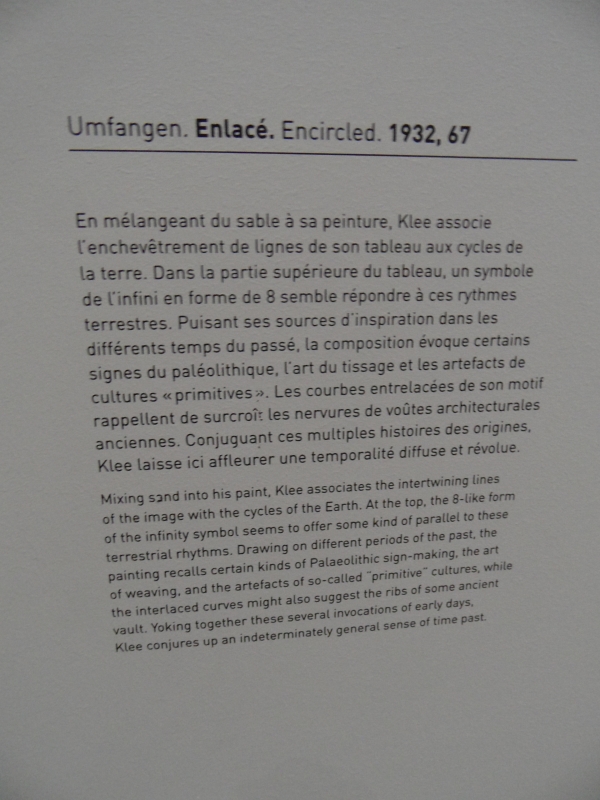 Umfangen. Enlacé. Encircled. 1932, 67
En mélangeant du sable à sa peinture, Klee associe
l'enchevêtrement de lignes de son tableau aux cycles de
la terre. Dans la partie supérieure du tableau, un symbole
de l'infini en forme de 8 semble répondre à ces rythmes
terrestres. Puisant ses sources d'inspiration dans les
différents temps du passé, la composition évoque certains
signes du paléolithique, l'art du tissage et les artefacts de
cultures « primitives ». Les courbes entrelacées de son motif
rappellent de surcroît les nervures de voûtes architecturales
anciennes. Conjuguant ces multiples histoires des origines,
Klee laisse ici affleurer une temporalité diffuse et révolue.
Mixing sand into his paint, Klee associates the intertwining lines
of the image with the cycles of the Earth. At the top, the 8-like form
of the infinity symbol seems to offer some kind of parallel to these
terrestrial rhythms. Drawing on different periods of the past, the
painting recalls certain kinds of Palaeolithic sign-making, the art
of weaving, and the artefacts of so-called "primitive" cultures, while
the interlaced curves might also suggest the ribs of some ancient
vault. Yoking together these several invocations of early days,
Klee conjures up an indeterminately general sense of time past.